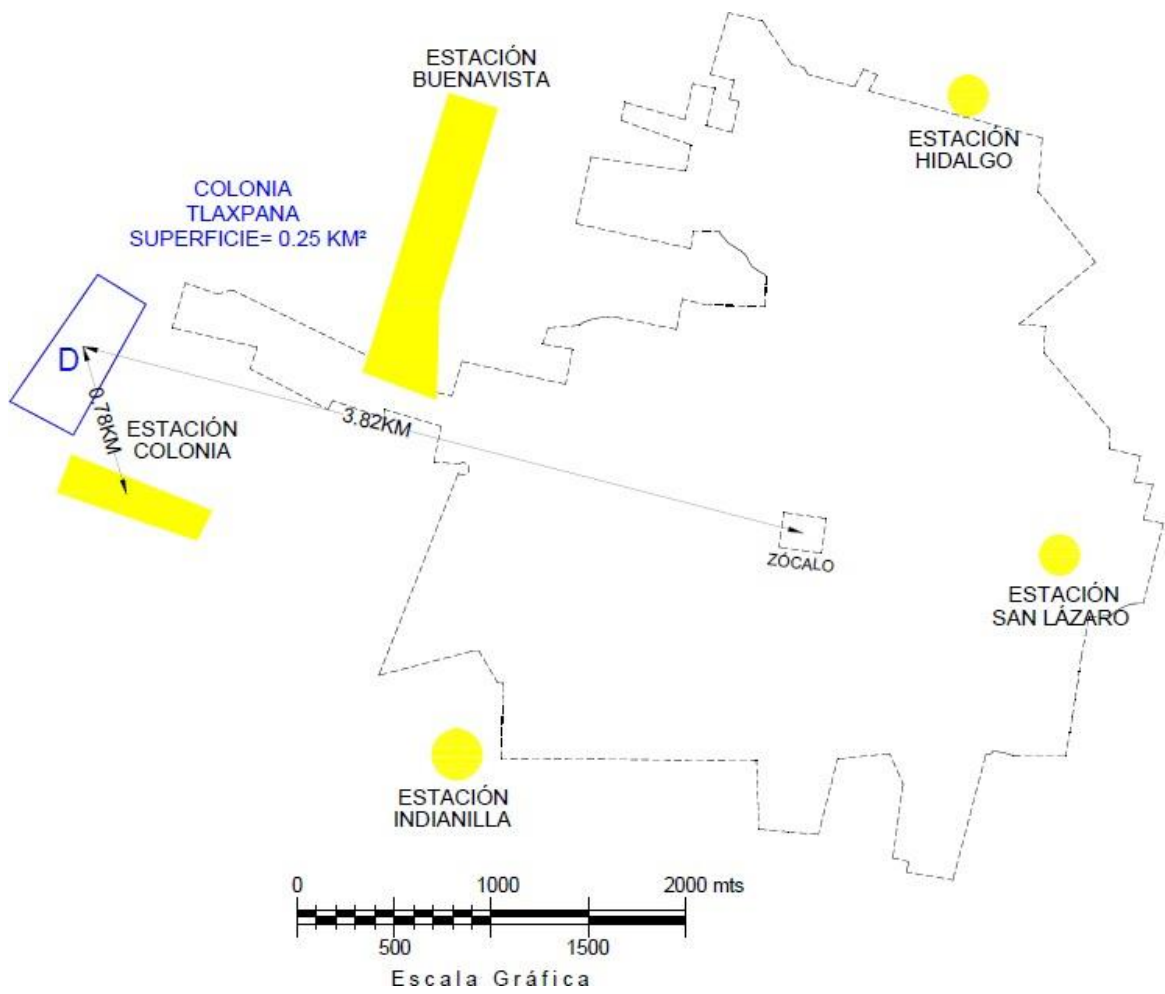 ESTACIÓN
BUENAVISTA
ESTACIÓN
HIDALGO
COLONIA
TLAXPANA
SUPERFICIE= 0.25 KM²
D
0.78KM
3.82KM
ESTACIÓN
COLONIA
ZÓCALO
ESTACIÓN
SAN LÁZARO
ESTACIÓN
INDIANILLA
0 1000 2000 mts
500 1500
Escala Gráfica